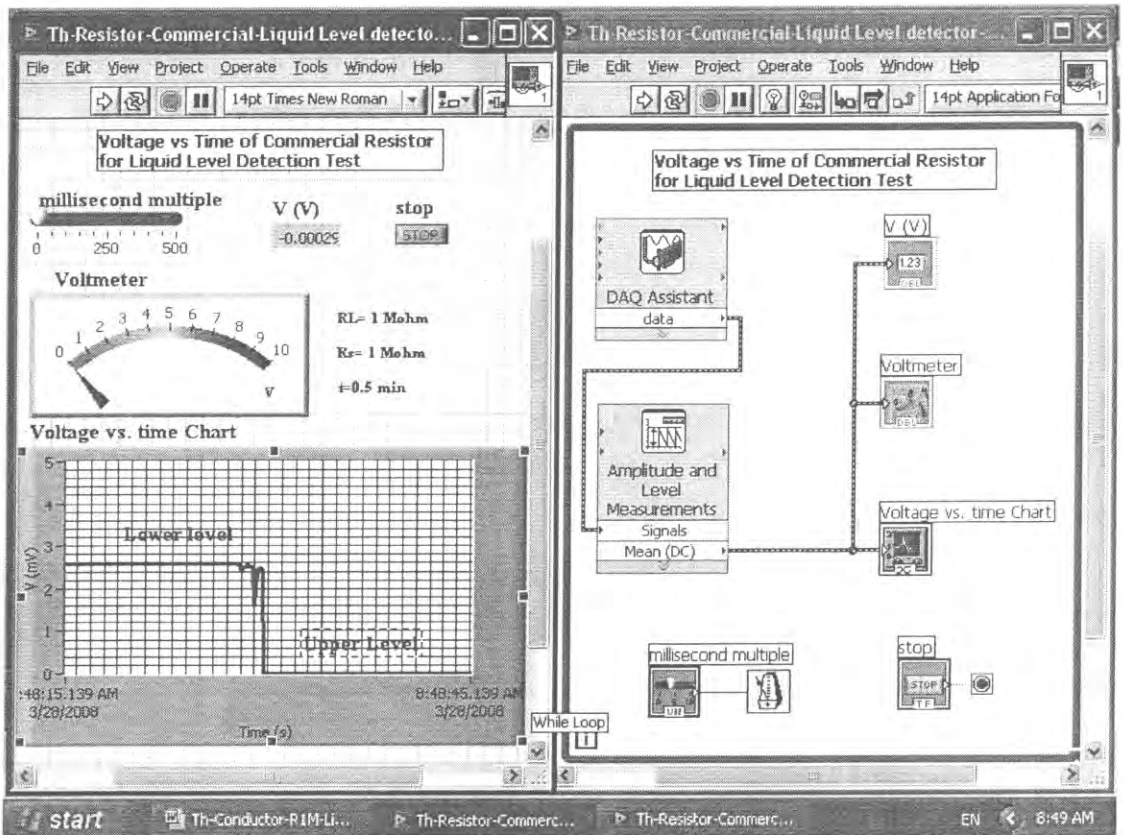 Th-Resistor-Commercial-Liquid Level detecto...
File Edit View Project Operate Tools Window Help
14pt Times New Roman
1
Voltage vs Time of Commercial Resistor
for Liquid Level Detection Test
millisecond multiple
0 250 500
V (V)
-0.00029
stop
STOP
Voltmeter
0 1 2 3 4 5 6 7 8 9 10
V
RL= 1 Mohm
t=0.5 min
Voltage vs. time Chart
5
4
3
2
1
0
V (mV)
Lower level
Upper Level
:48:15.139 AM
3/28/2008
8:48:45.139 AM
3/28/2008
Time (s)
Th-Resistor-Commercial-Liquid Level detector-...
File Edit View Project Operate Tools Window Help
14pt Application Fo
1
Voltage vs Time of Commercial Resistor
for Liquid Level Detection Test
DAQ Assistant
data
Amplitude and
Level
Measurements
Signals
Mean (DC)
V (V)
1.23
DBL
Voltmeter
DBL
Voltage vs. time Chart
millisecond multiple
stop
STOP
TF
While Loop
i
start
Th-Conductor-R1M-Li...
Th-Resistor-Commerc...
Th-Resistor-Commerc...
EN
8:49 AM